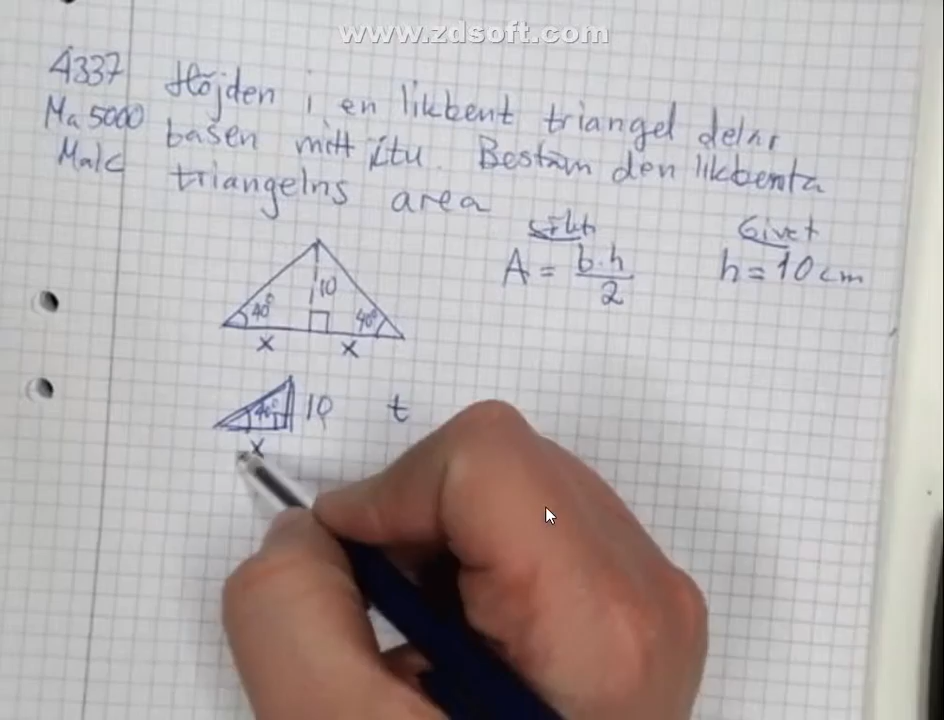 www.zdsoft.com
4337 Höjden i en likbent triangel delar
Ma 5000 basen mitt itu. Bestäm den likbenta
Ma1c triangelns area
Sökt Givet
A = b·h / 2 h = 10 cm
10
40° 40°
x x
40° 10 t
x